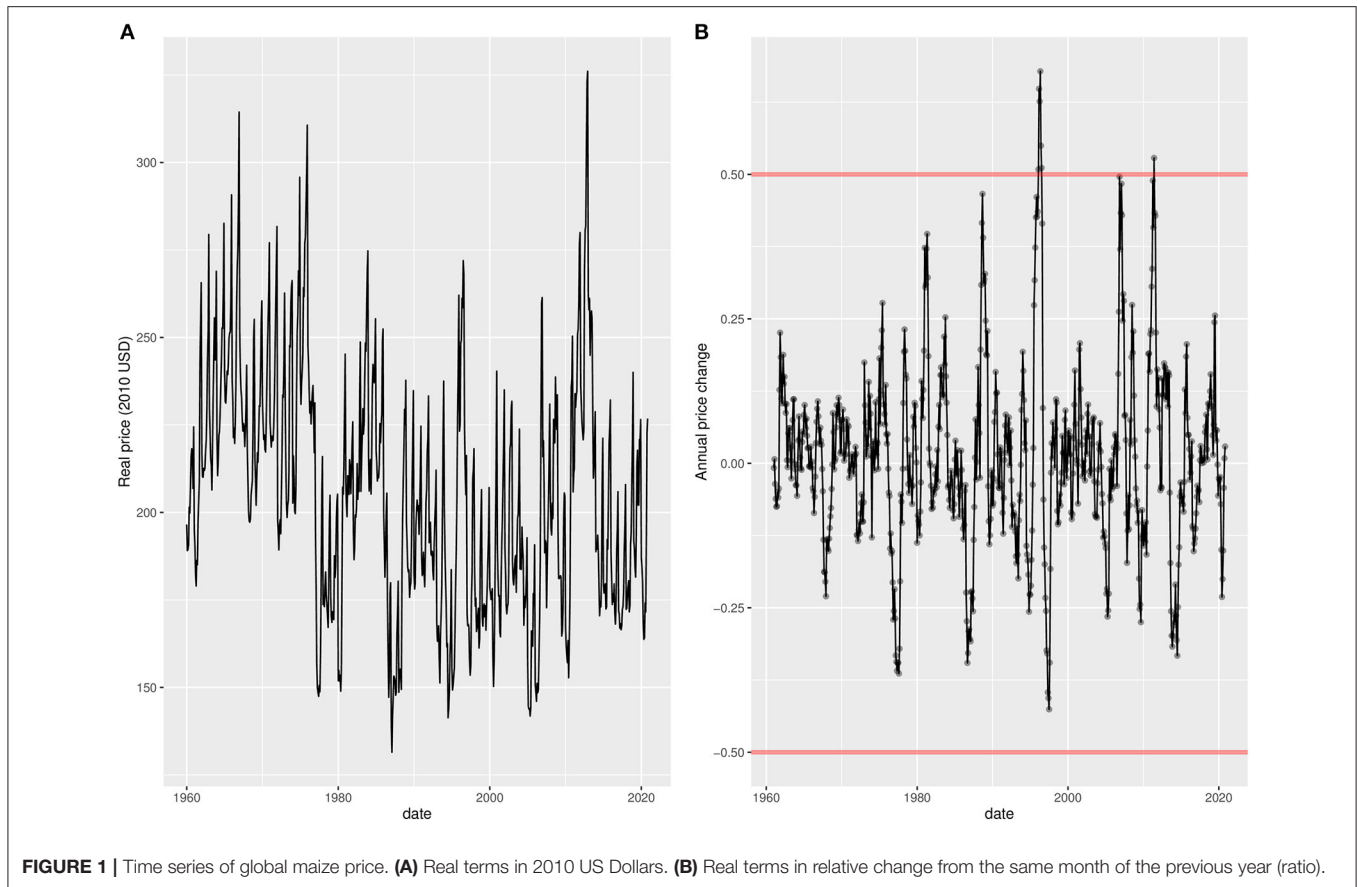 A
B
Real price (2010 USD)
300
250
200
150
1960
1980
2000
2020
date
Annual price change
0.50
0.25
0.00
−0.25
−0.50
1960
1980
2000
2020
date
FIGURE 1 | Time series of global maize price. (A) Real terms in 2010 US Dollars. (B) Real terms in relative change from the same month of the previous year (ratio).